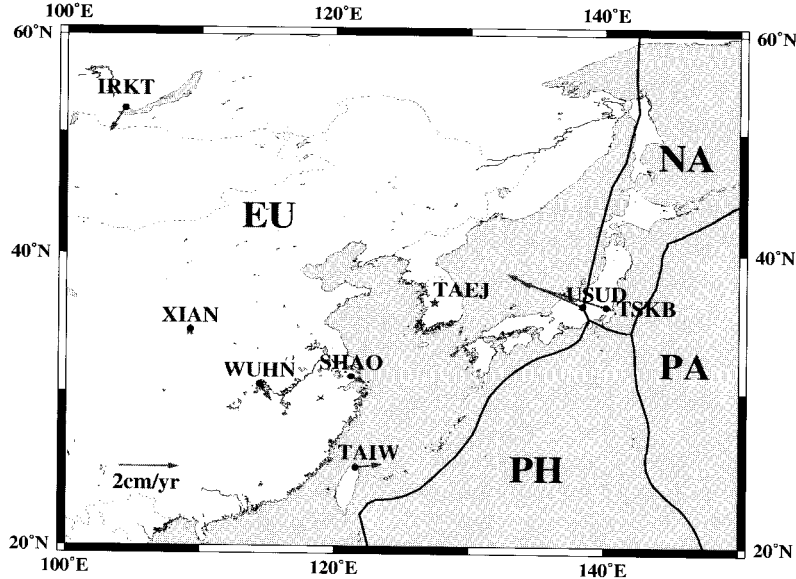 100°E
120°E
140°E
60°N
60°N
IRKT
NA
EU
40°N
40°N
TAEJ
USUD
TSKB
XIAN
WUHN
SHAO
PA
TAIW
PH
2cm/yr
20°N
20°N
100°E
120°E
140°E